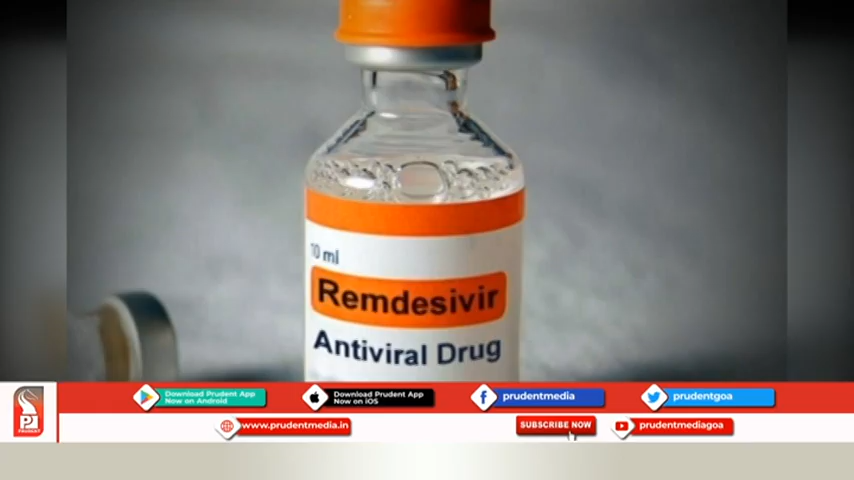 10 ml
Remdesivir
Antiviral Drug
Download Prudent App
Now on Android
Download Prudent App
Now on iOS
prudentmedia
prudentgoa
PRUDENT
www.prudentmedia.in
SUBSCRIBE NOW
prudentmediagoa